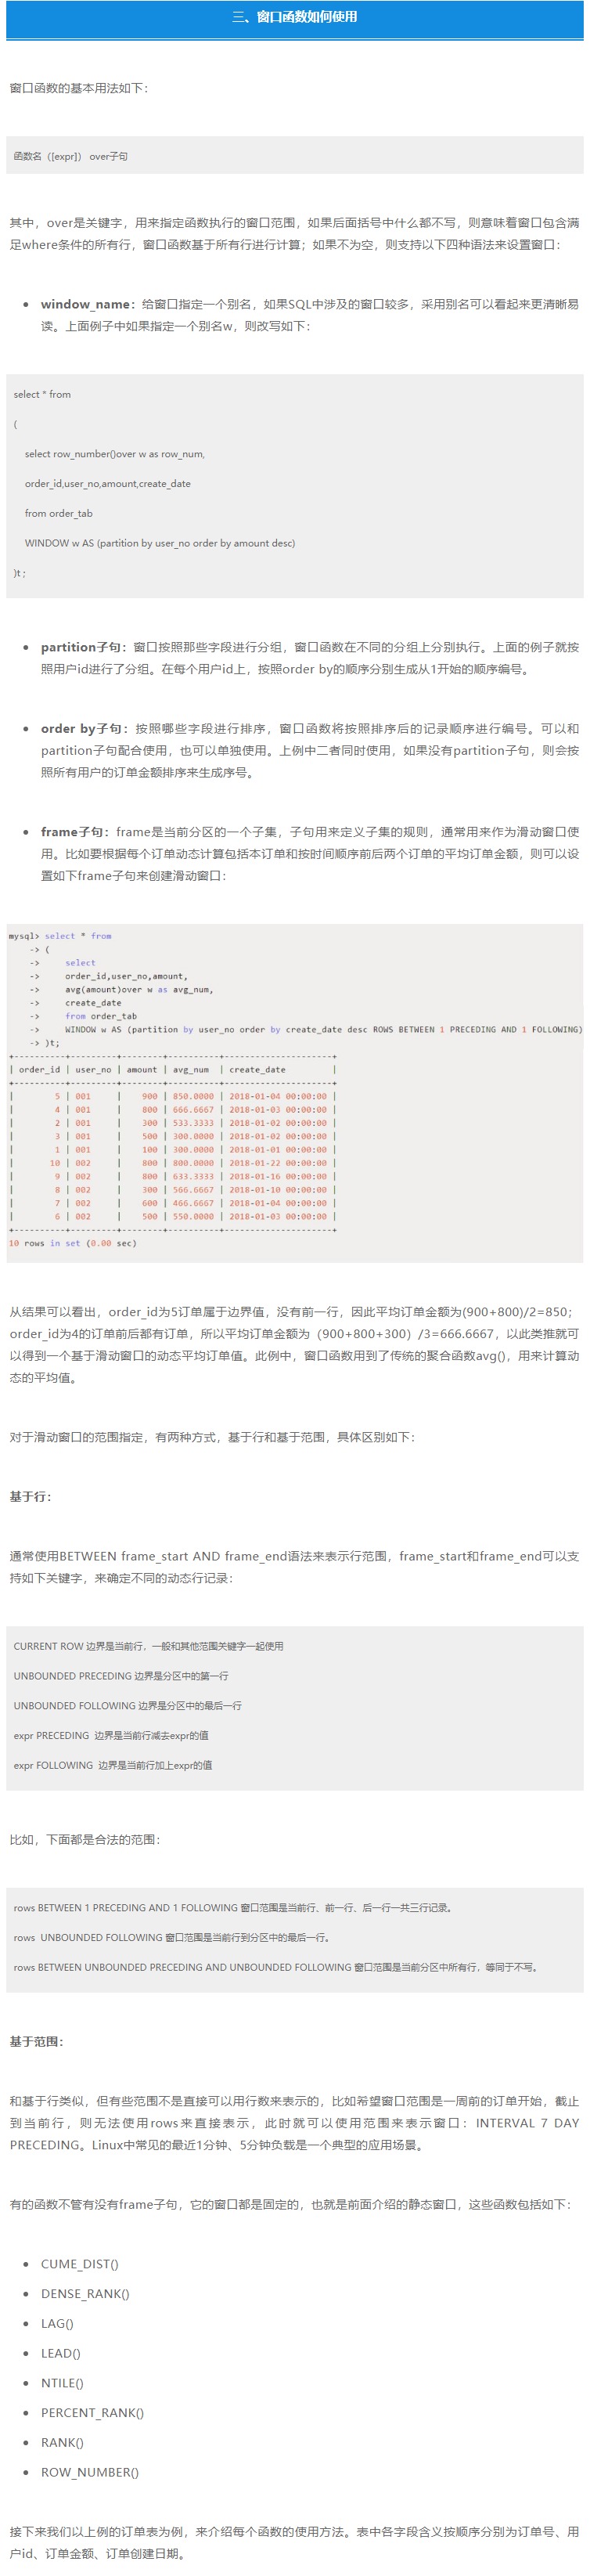 三、窗口函数如何使用
窗口函数的基本用法如下：
函数名（[expr]） over子句
其中，over是关键字，用来指定函数执行的窗口范围，如果后面括号中什么都不写，则意味着窗口包含满
足where条件的所有行，窗口函数基于所有行进行计算；如果不为空，则支持以下四种语法来设置窗口：
window_name：给窗口指定一个别名，如果SQL中涉及的窗口较多，采用别名可以看起来更清晰易
读。上面例子中如果指定一个别名w，则改写如下：
select * from
(
select row_number()over w as row_num,
order_id,user_no,amount,create_date
from order_tab
WINDOW w AS (partition by user_no order by amount desc)
)t ;
partition子句：窗口按照那些字段进行分组，窗口函数在不同的分组上分别执行。上面的例子就按
照用户id进行了分组。在每个用户id上，按照order by的顺序分别生成从1开始的顺序编号。
order by子句：按照哪些字段进行排序，窗口函数将按照排序后的记录顺序进行编号。可以和
partition子句配合使用，也可以单独使用。上例中二者同时使用，如果没有partition子句，则会按
照所有用户的订单金额排序来生成序号。
frame子句：frame是当前分区的一个子集，子句用来定义子集的规则，通常用来作为滑动窗口使
用。比如要根据每个订单动态计算包括本订单和按时间顺序前后两个订单的平均订单金额，则可以设
置如下frame子句来创建滑动窗口：
mysql> select * from
-> (
-> select
-> order_id,user_no,amount,
-> avg(amount)over w as avg_num,
-> create_date
-> from order_tab
-> WINDOW w AS (partition by user_no order by create_date desc ROWS BETWEEN 1 PRECEDING AND 1 FOLLOWING)
-> )t;
+----------+---------+--------+----------+---------------------+
| order_id | user_no | amount | avg_num | create_date |
+----------+---------+--------+----------+---------------------+
| 5 | 001 | 900 | 850.0000 | 2018-01-04 00:00:00 |
| 4 | 001 | 800 | 666.6667 | 2018-01-03 00:00:00 |
| 2 | 001 | 300 | 533.3333 | 2018-01-02 00:00:00 |
| 3 | 001 | 500 | 300.0000 | 2018-01-02 00:00:00 |
| 1 | 001 | 100 | 300.0000 | 2018-01-01 00:00:00 |
| 10 | 002 | 800 | 800.0000 | 2018-01-22 00:00:00 |
| 9 | 002 | 800 | 633.3333 | 2018-01-16 00:00:00 |
| 8 | 002 | 300 | 566.6667 | 2018-01-10 00:00:00 |
| 7 | 002 | 600 | 466.6667 | 2018-01-04 00:00:00 |
| 6 | 002 | 500 | 550.0000 | 2018-01-03 00:00:00 |
+----------+---------+--------+----------+---------------------+
10 rows in set (0.00 sec)
从结果可以看出，order_id为5订单属于边界值，没有前一行，因此平均订单金额为(900+800)/2=850；
order_id为4的订单前后都有订单，所以平均订单金额为（900+800+300）/3=666.6667，以此类推就可
以得到一个基于滑动窗口的动态平均订单值。此例中，窗口函数用到了传统的聚合函数avg()，用来计算动
态的平均值。
对于滑动窗口的范围指定，有两种方式，基于行和基于范围，具体区别如下：
基于行：
通常使用BETWEEN frame_start AND frame_end语法来表示行范围，frame_start和frame_end可以支
持如下关键字，来确定不同的动态行记录：
CURRENT ROW 边界是当前行，一般和其他范围关键字一起使用
UNBOUNDED PRECEDING 边界是分区中的第一行
UNBOUNDED FOLLOWING 边界是分区中的最后一行
expr PRECEDING 边界是当前行减去expr的值
expr FOLLOWING 边界是当前行加上expr的值
比如，下面都是合法的范围：
rows BETWEEN 1 PRECEDING AND 1 FOLLOWING 窗口范围是当前行、前一行、后一行一共三行记录。
rows UNBOUNDED FOLLOWING 窗口范围是当前行到分区中的最后一行。
rows BETWEEN UNBOUNDED PRECEDING AND UNBOUNDED FOLLOWING 窗口范围是当前分区中所有行，等同于不写。
基于范围：
和基于行类似，但有些范围不是直接可以用行数来表示的，比如希望窗口范围是一周前的订单开始，截止
到当前行，则无法使用rows来直接表示，此时就可以使用范围来表示窗口：INTERVAL 7 DAY
PRECEDING。Linux中常见的最近1分钟、5分钟负载是一个典型的应用场景。
有的函数不管有没有frame子句，它的窗口都是固定的，也就是前面介绍的静态窗口，这些函数包括如下：
CUME_DIST()
DENSE_RANK()
LAG()
LEAD()
NTILE()
PERCENT_RANK()
RANK()
ROW_NUMBER()
接下来我们以上例的订单表为例，来介绍每个函数的使用方法。表中各字段含义按顺序分别为订单号、用
户id、订单金额、订单创建日期。